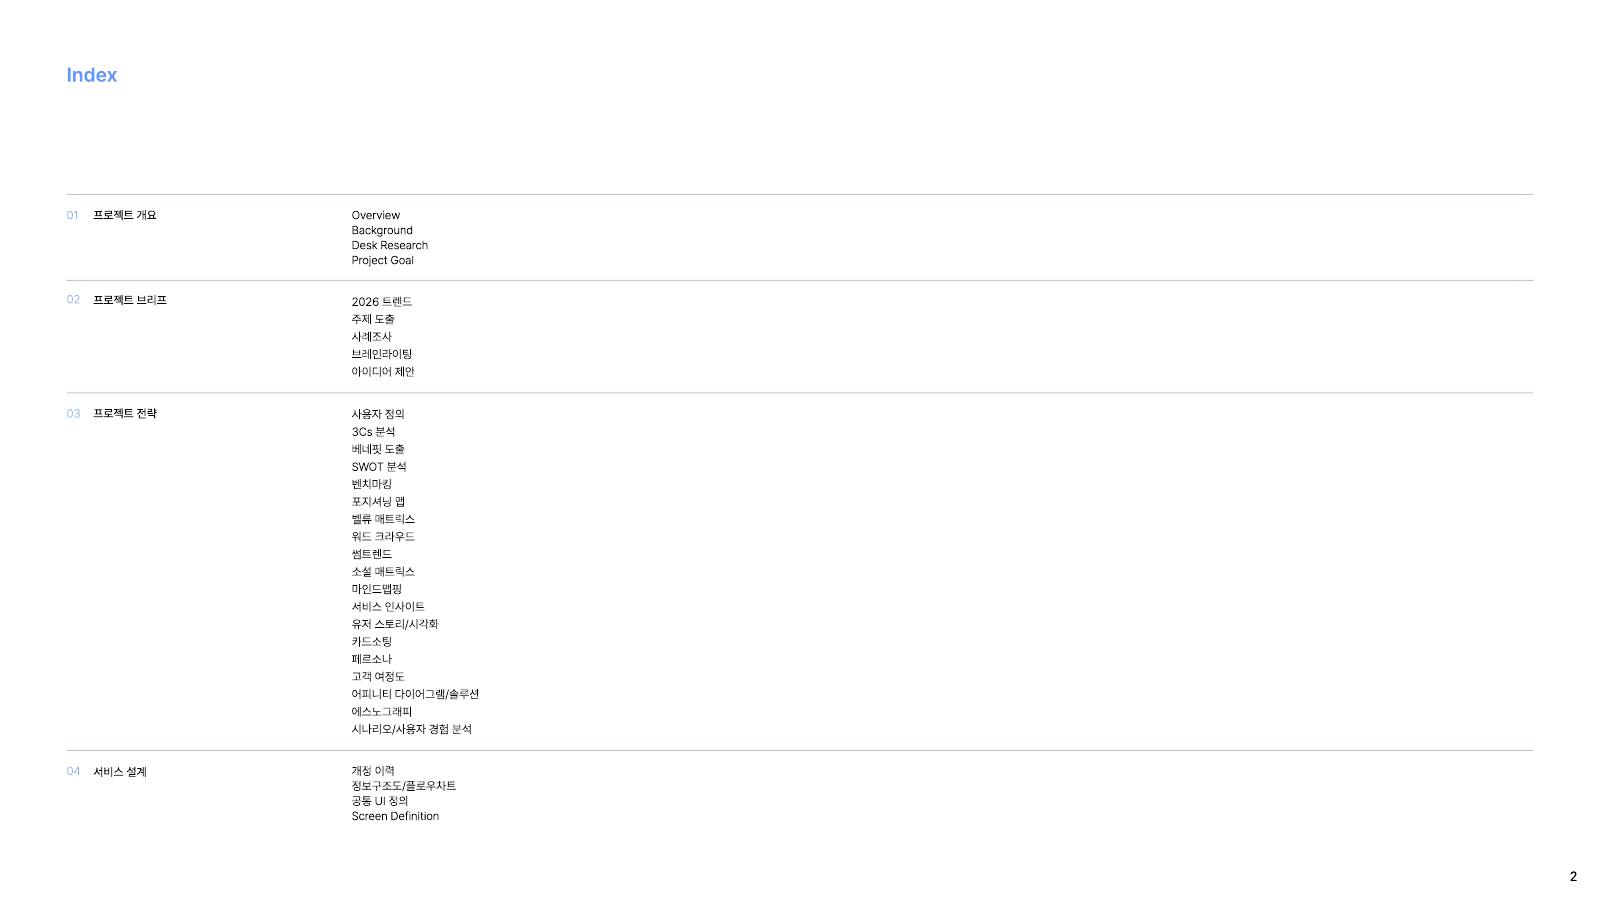 Index
01 프로젝트 개요
Overview
Background
Desk Research
Project Goal
02 프로젝트 브리프
2026 트렌드
주제 도출
사례조사
브레인라이팅
아이디어 제안
03 프로젝트 전략
사용자 정의
3Cs 분석
베네핏 도출
SWOT 분석
벤치마킹
포지셔닝 맵
벨류 매트릭스
워드 크라우드
썸트렌드
소셜 매트릭스
마인드맵핑
서비스 인사이트
유저 스토리/시각화
카드소팅
페르소나
고객 여정도
어피니티 다이어그램/솔루션
에스노그래피
시나리오/사용자 경험 분석
04 서비스 설계
개정 이력
정보구조도/플로우차트
공통 UI 정의
Screen Definition
2